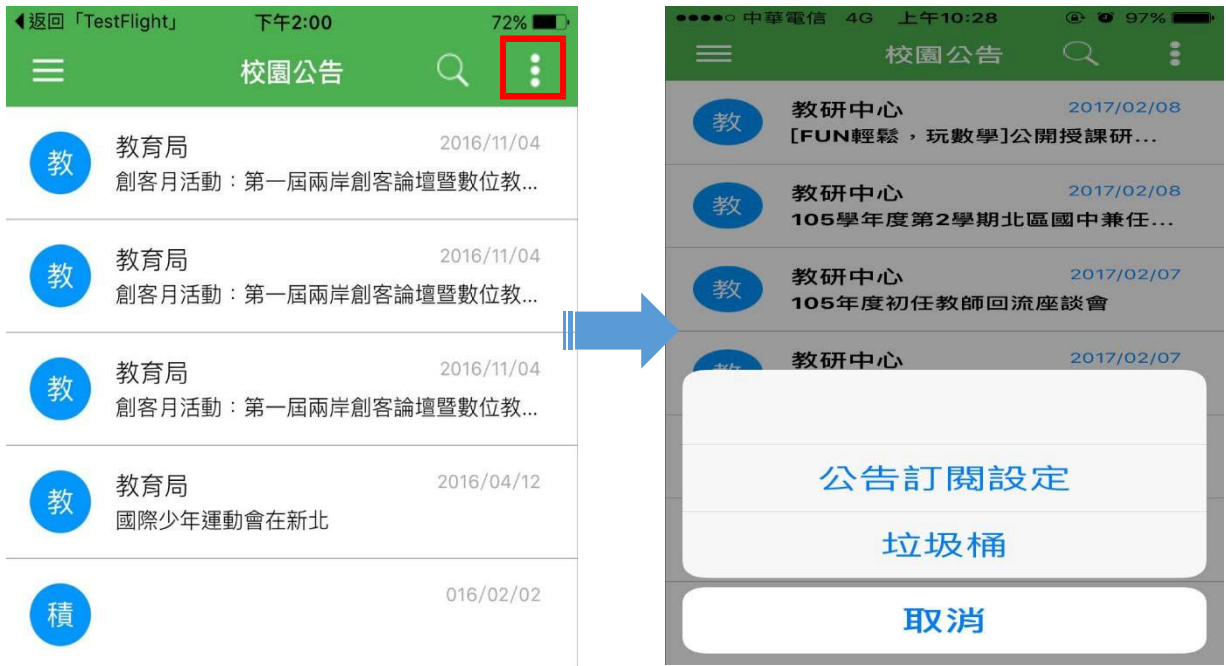 返回「TestFlight」 下午2:00 72%
校園公告
教
教育局 2016/11/04
創客月活動：第一屆兩岸創客論壇暨數位教...
教
教育局 2016/11/04
創客月活動：第一屆兩岸創客論壇暨數位教...
教
教育局 2016/11/04
創客月活動：第一屆兩岸創客論壇暨數位教...
教
教育局 2016/04/12
國際少年運動會在新北
積
016/02/02
中華電信 4G 上午10:28 97%
校園公告
教
教研中心 2017/02/08
[FUN輕鬆，玩數學]公開授課研...
教
教研中心 2017/02/08
105學年度第2學期北區國中兼任...
教
教研中心 2017/02/07
105年度初任教師回流座談會
教研中心 2017/02/07
公告訂閱設定
垃圾桶
取消